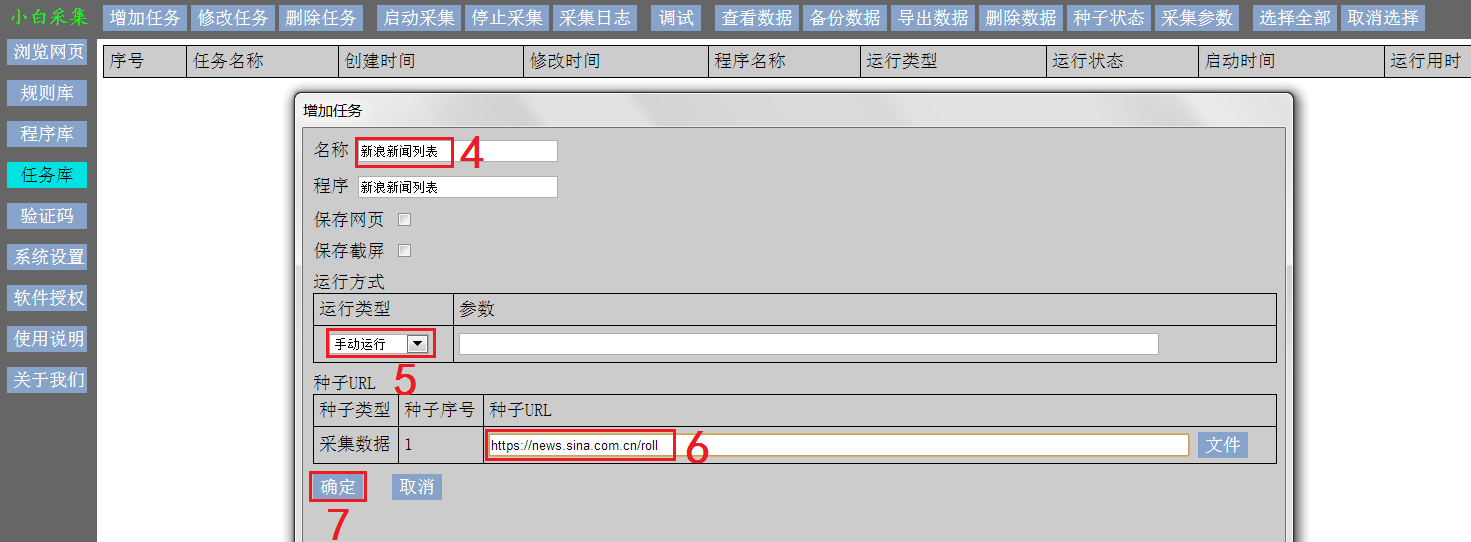 小白采集 增加任务 修改任务 删除任务 启动采集 停止采集 采集日志 调试 查看数据 备份数据 导出数据 删除数据 种子状态 采集参数 选择全部 取消选择
浏览网页
规则库
程序库
任务库
验证码
系统设置
软件授权
使用说明
关于我们
序号 任务名称 创建时间 修改时间 程序名称 运行类型 运行状态 启动时间 运行用时
增加任务
名称 新浪新闻列表 4
程序 新浪新闻列表
保存网页
保存截屏
运行方式
运行类型 参数
手动运行
5
种子URL
种子类型 种子序号 种子URL
采集数据 1 https://news.sina.com.cn/roll 6 文件
确定 取消
7